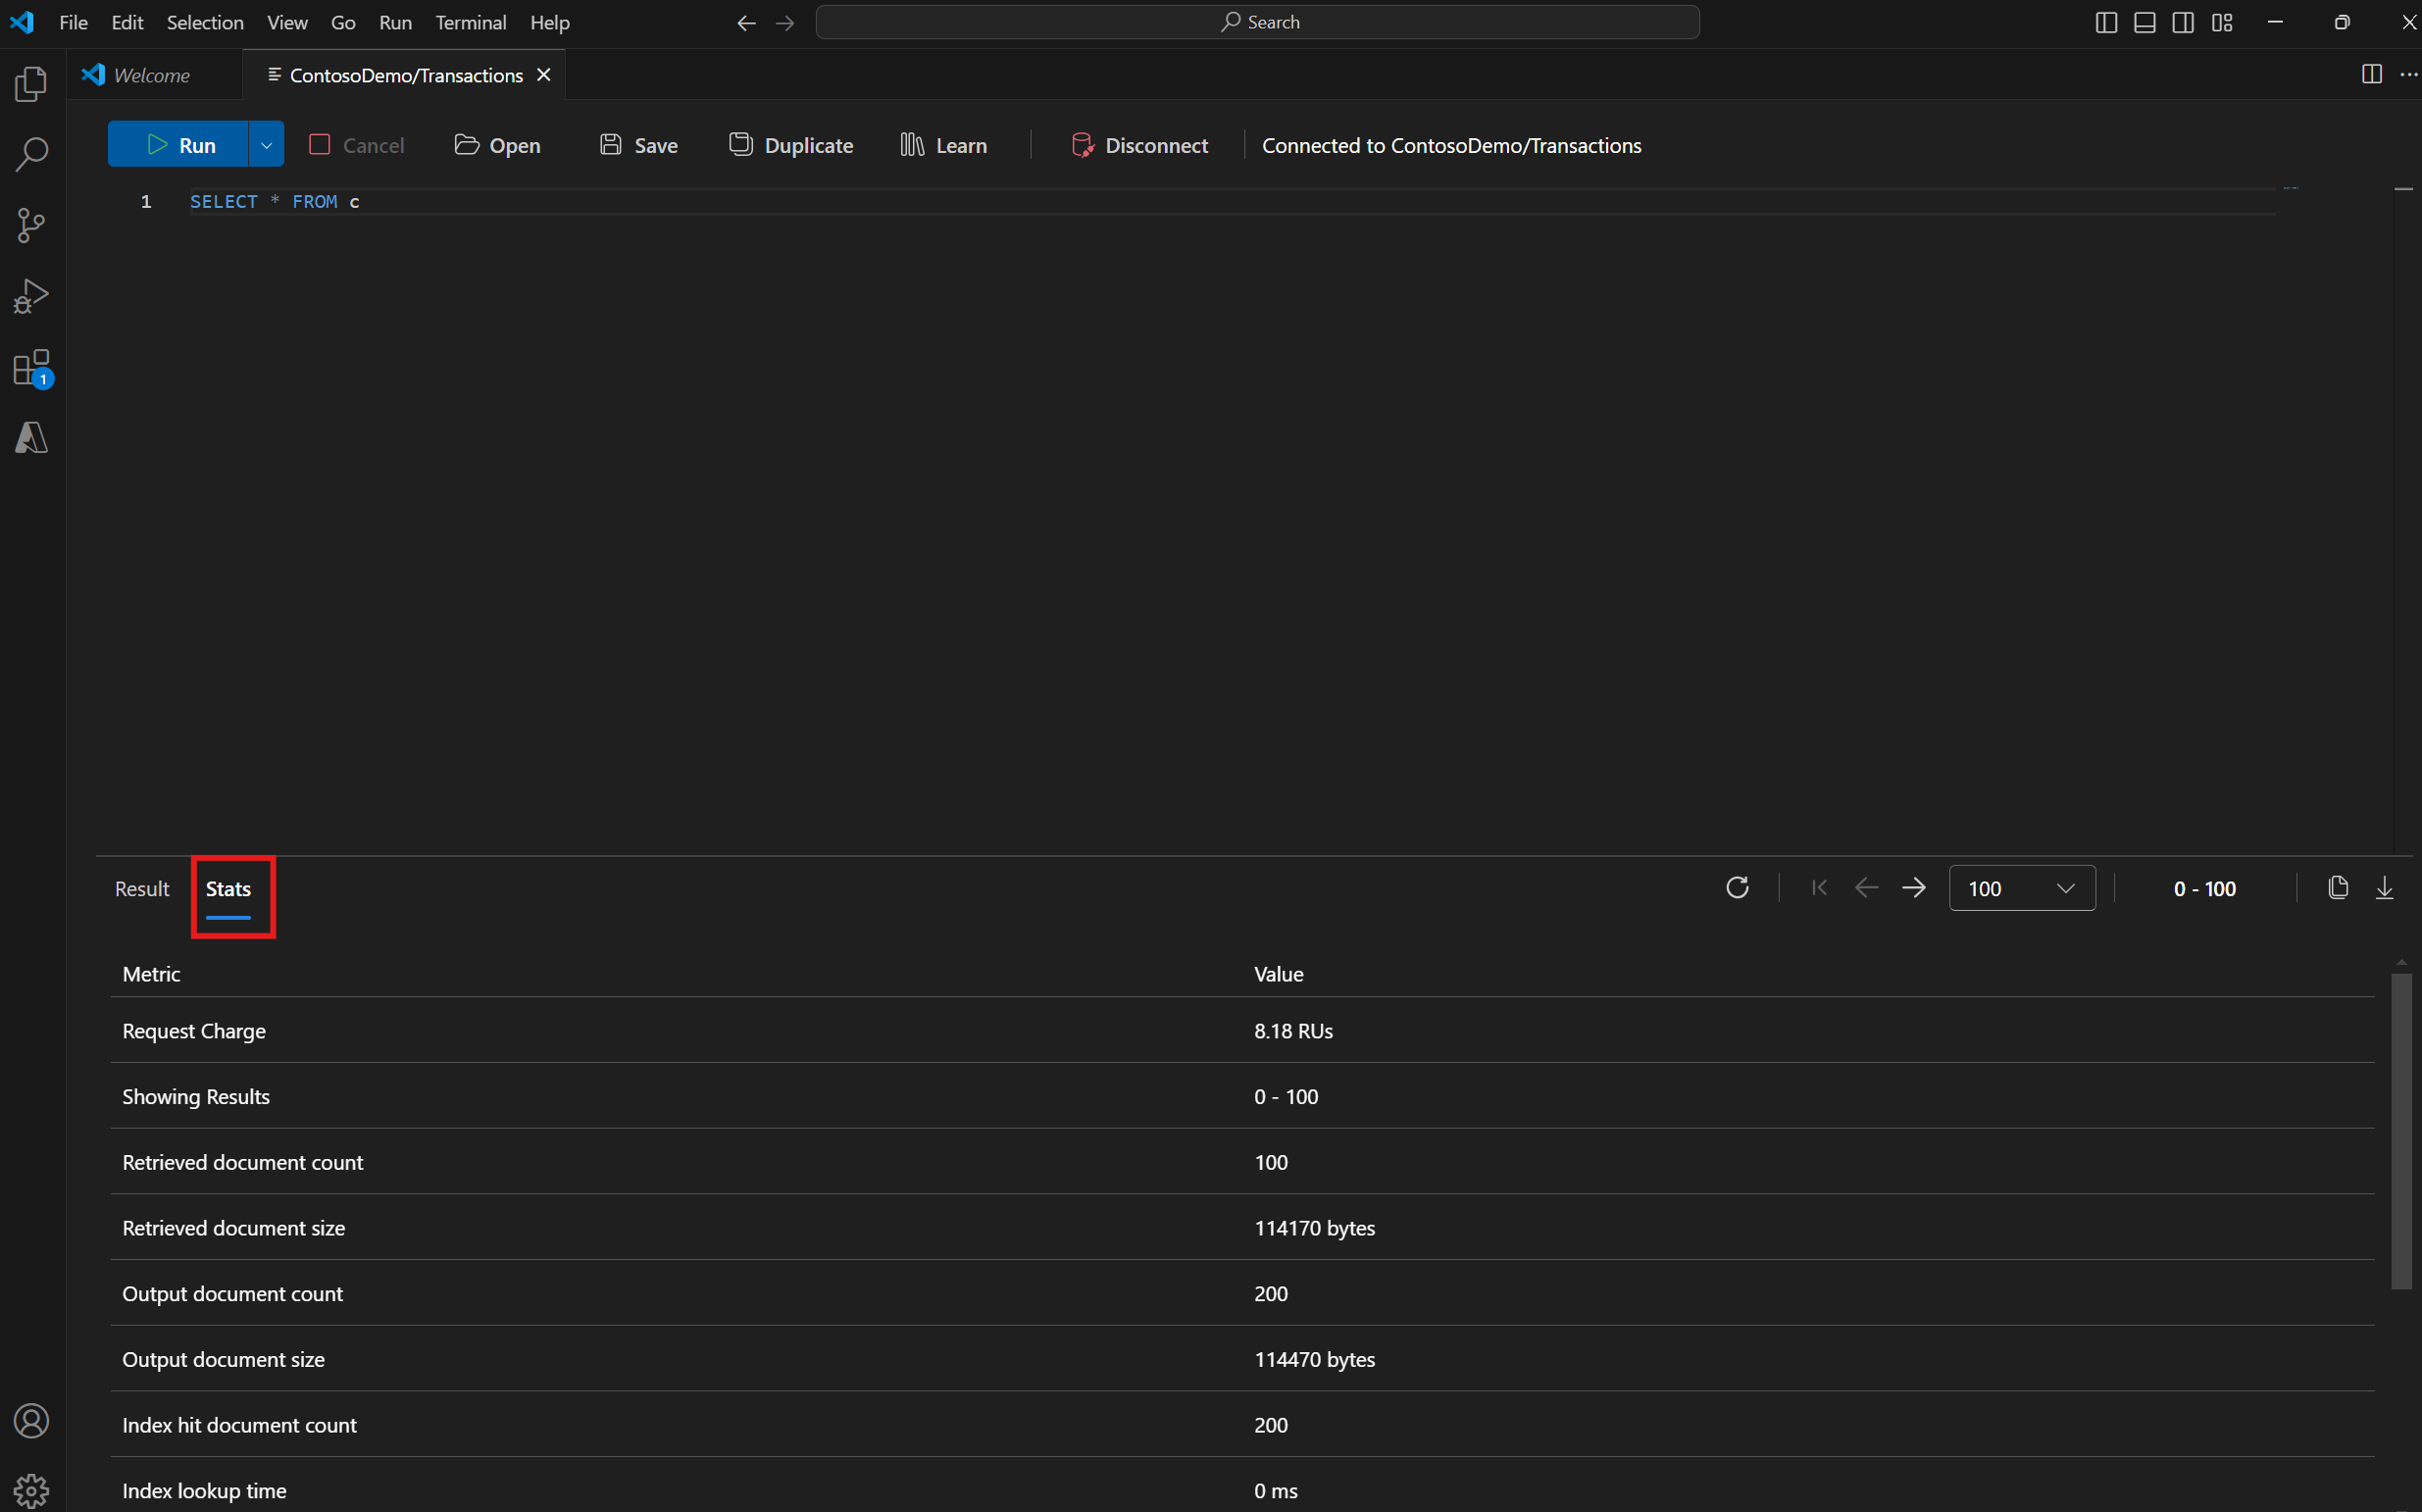 File Edit Selection View Go Run Terminal Help Search
Welcome ContosoDemo/Transactions
Run Cancel Open Save Duplicate Learn Disconnect Connected to ContosoDemo/Transactions
1 SELECT * FROM c
1
Result Stats 100 0 - 100
Metric Value
Request Charge 8.18 RUs
Showing Results 0 - 100
Retrieved document count 100
Retrieved document size 114170 bytes
Output document count 200
Output document size 114470 bytes
Index hit document count 200
Index lookup time 0 ms